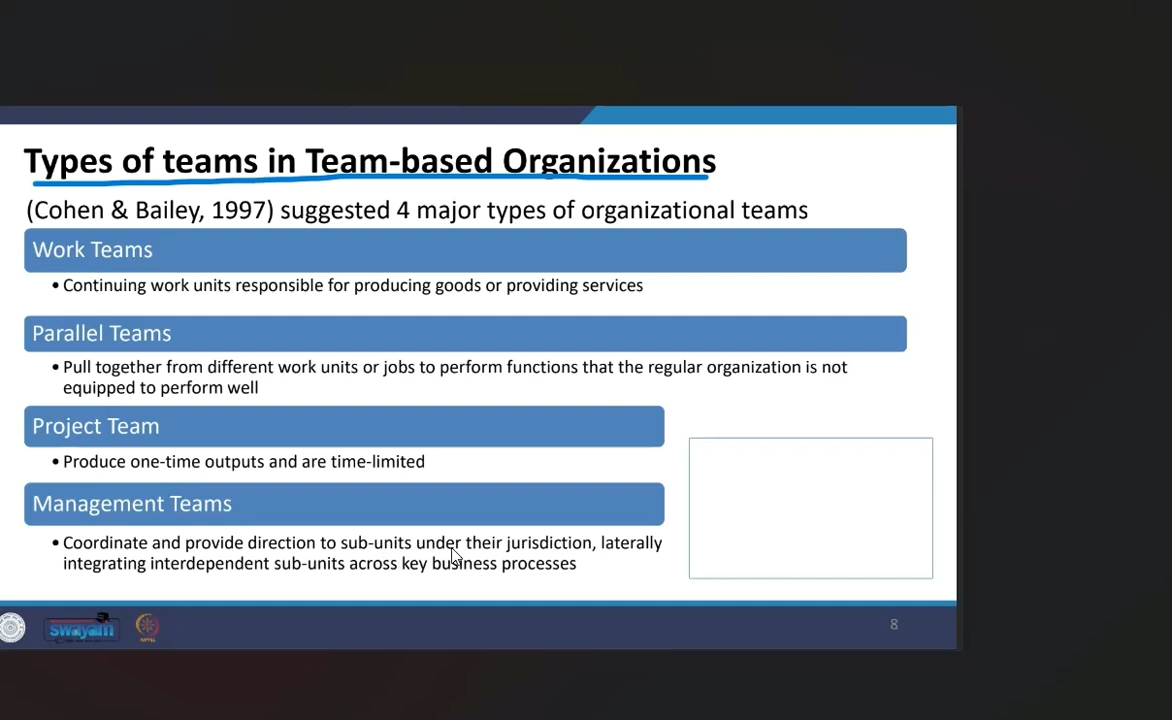 Types of teams in Team-based Organizations
(Cohen & Bailey, 1997) suggested 4 major types of organizational teams
Work Teams
• Continuing work units responsible for producing goods or providing services
Parallel Teams
• Pull together from different work units or jobs to perform functions that the regular organization is not
equipped to perform well
Project Team
• Produce one-time outputs and are time-limited
Management Teams
• Coordinate and provide direction to sub-units under their jurisdiction, laterally
integrating interdependent sub-units across key business processes
swayam
8